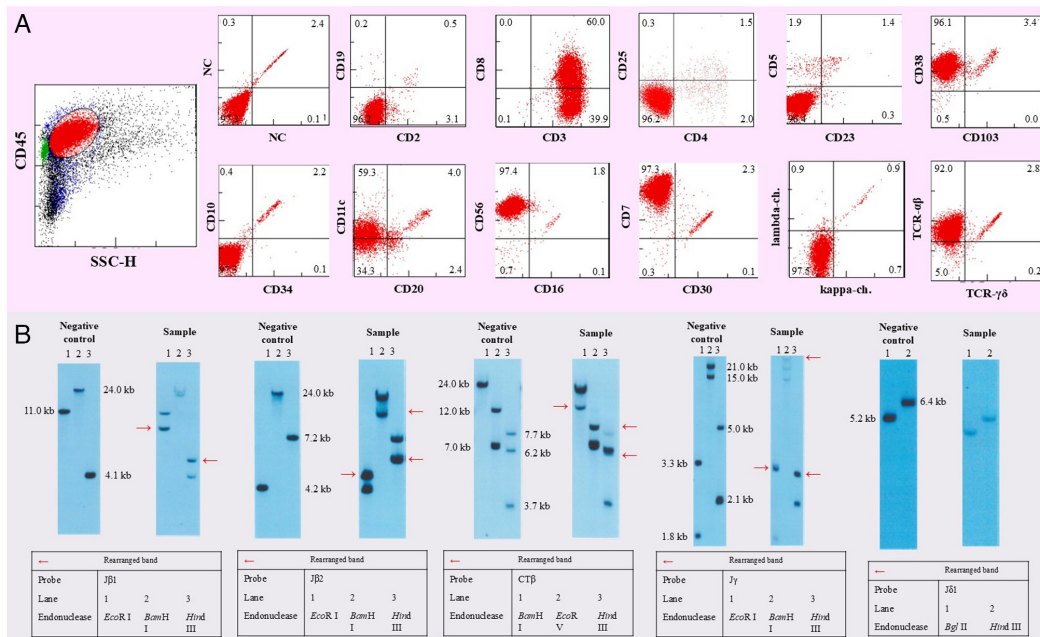 A
CD45
SSC-H
0.3 2.4
NC
97.3 0.1
NC
0.2 0.5
CD19
96.2 3.1
CD2
0.0 60.0
CD8
0.1 39.9
CD3
0.3 1.5
CD25
96.2 2.0
CD4
1.9 1.4
CD5
0.3
CD23
96.1 3.4
CD38
0.5 0.0
CD103
0.4 2.2
CD10
97.3 0.1
CD34
59.3 4.0
CD11c
34.3 2.4
CD20
97.4 1.8
CD56
0.7 0.1
CD16
97.3 2.3
CD7
0.3 0.1
CD30
0.9 0.9
lambda-ch.
97.5 0.7
kappa-ch.
92.0 2.8
TCR-αβ
5.0 0.2
TCR-γδ
B
Negative control
1 2 3
Sample
1 2 3
24.0 kb
11.0 kb
4.1 kb
← Rearranged band
Probe Jβ1
Lane 1 2 3
Endonuclease EcoR I BamH I Hind III
Negative control
1 2 3
Sample
1 2 3
24.0 kb
7.2 kb
4.2 kb
← Rearranged band
Probe Jβ2
Lane 1 2 3
Endonuclease EcoR I BamH I Hind III
Negative control
1 2 3
Sample
1 2 3
24.0 kb
12.0 kb
7.7 kb
7.0 kb
6.2 kb
3.7 kb
← Rearranged band
Probe CTβ
Lane 1 2 3
Endonuclease BamH I EcoR V Hind III
Negative control
1 2 3
Sample
1 2 3
21.0 kb
15.0 kb
5.0 kb
3.3 kb
2.1 kb
1.8 kb
← Rearranged band
Probe Jγ
Lane 1 2 3
Endonuclease EcoR I BamH I Hind III
Negative control
1 2
Sample
1 2
6.4 kb
5.2 kb
← Rearranged band
Probe Jδ1
Lane 1 2
Endonuclease Bgl II Hind III